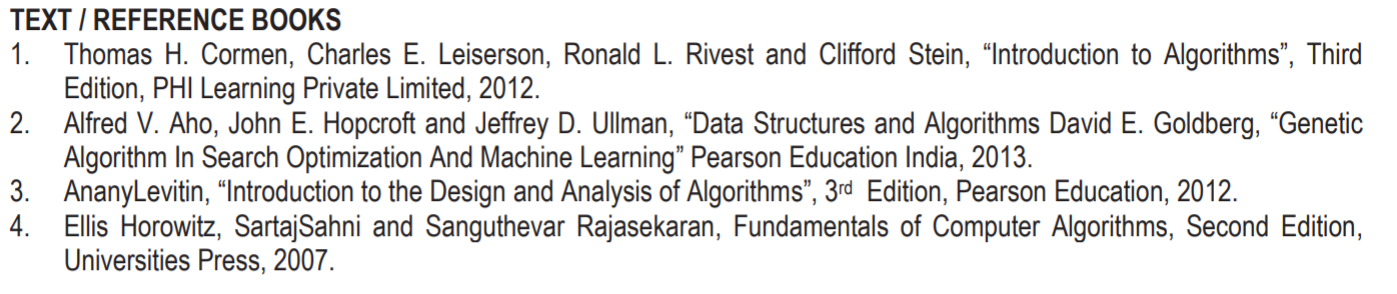 TEXT / REFERENCE BOOKS
1. Thomas H. Cormen, Charles E. Leiserson, Ronald L. Rivest and Clifford Stein, “Introduction to Algorithms”, Third
Edition, PHI Learning Private Limited, 2012.
2. Alfred V. Aho, John E. Hopcroft and Jeffrey D. Ullman, “Data Structures and Algorithms David E. Goldberg, “Genetic
Algorithm In Search Optimization And Machine Learning” Pearson Education India, 2013.
3. AnanyLevitin, “Introduction to the Design and Analysis of Algorithms”, 3rd Edition, Pearson Education, 2012.
4. Ellis Horowitz, SartajSahni and Sanguthevar Rajasekaran, Fundamentals of Computer Algorithms, Second Edition,
Universities Press, 2007.